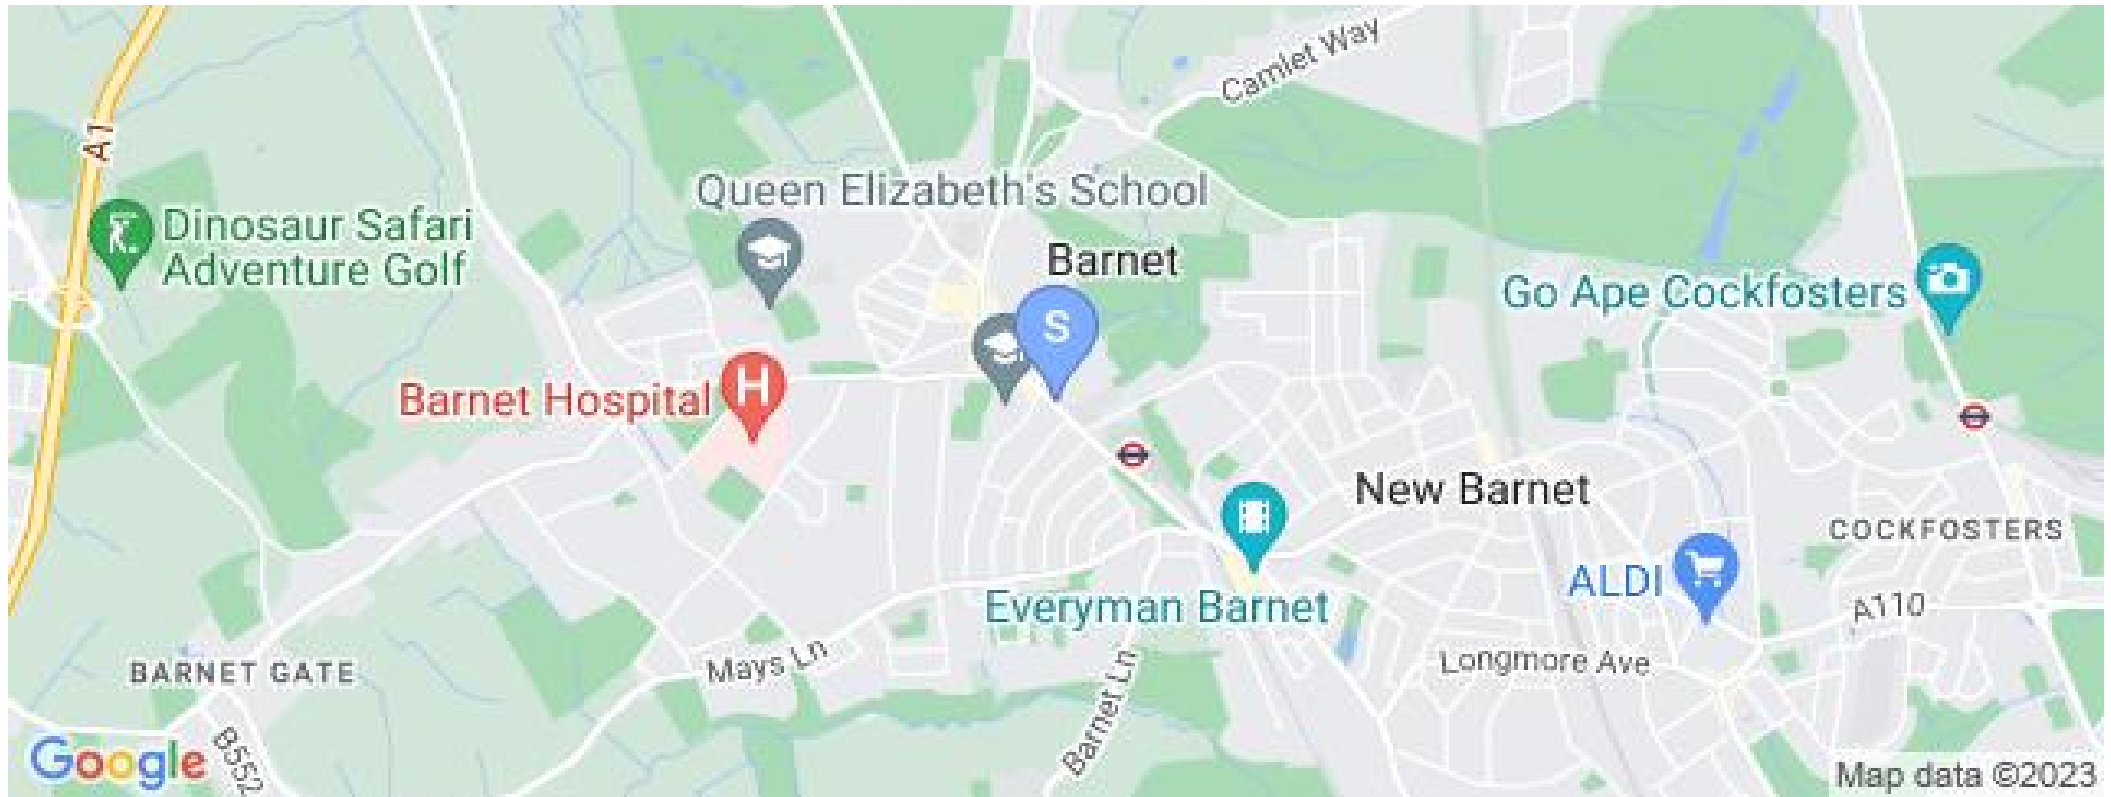 Camlet Way
A1
Queen Elizabeth's School
Dinosaur Safari
Adventure Golf
Barnet
Go Ape Cockfosters
S
Barnet Hospital
H
New Barnet
COCKFOSTERS
ALDI
Everyman Barnet
A110
Mays Ln
Longmore Ave
BARNET GATE
Barnet Ln
B552
Google
Map data ©2023